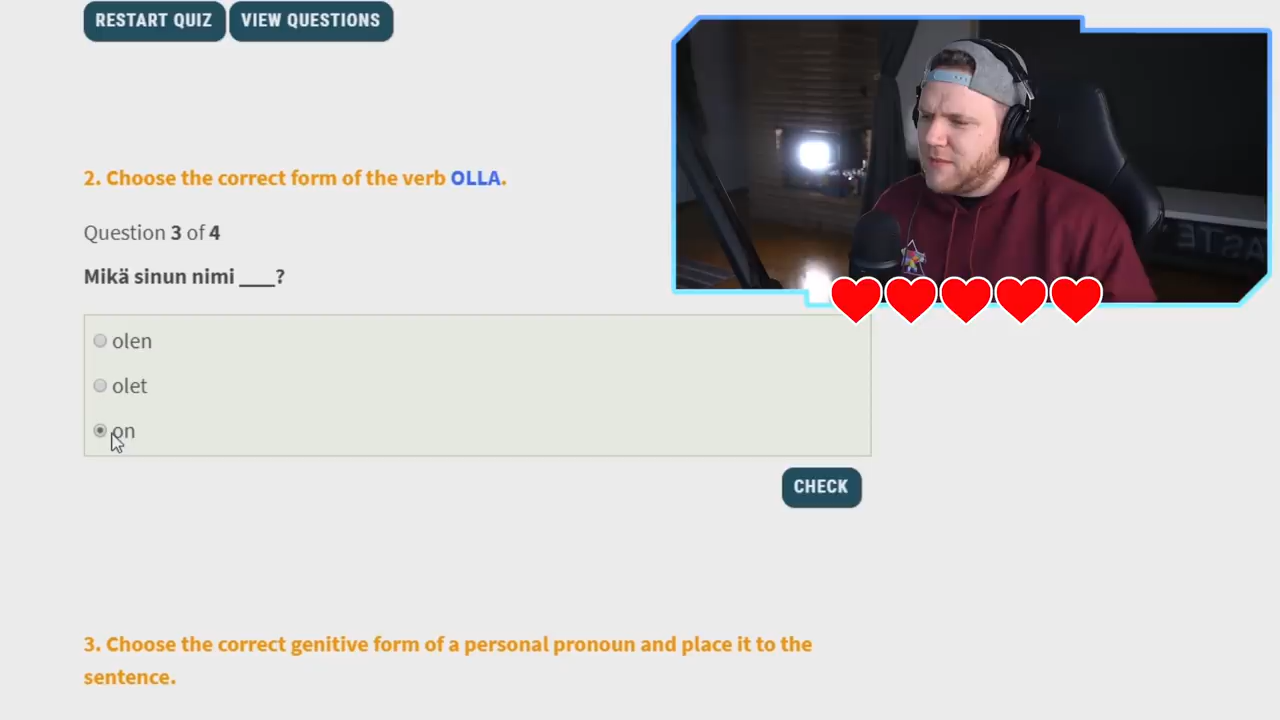 RESTART QUIZ
VIEW QUESTIONS
2. Choose the correct form of the verb OLLA.
Question 3 of 4
Mikä sinun nimi ___?
olen
olet
on
CHECK
3. Choose the correct genitive form of a personal pronoun and place it to the
sentence.